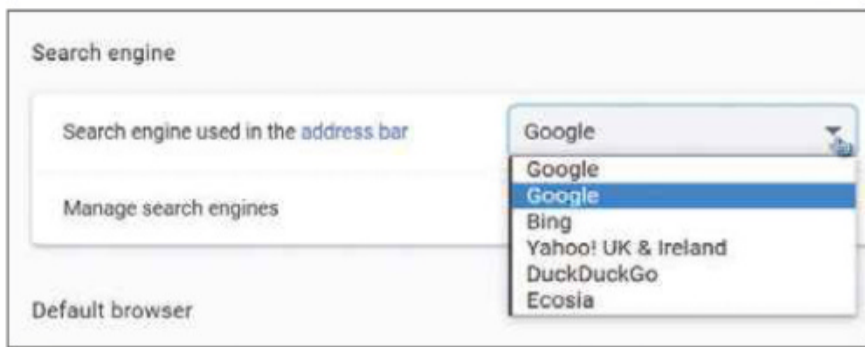 Search engine
Search engine used in the address bar
Google
Google
Google
Manage search engines
Bing
Yahoo! UK & Ireland
DuckDuckGo
Ecosia
Default browser